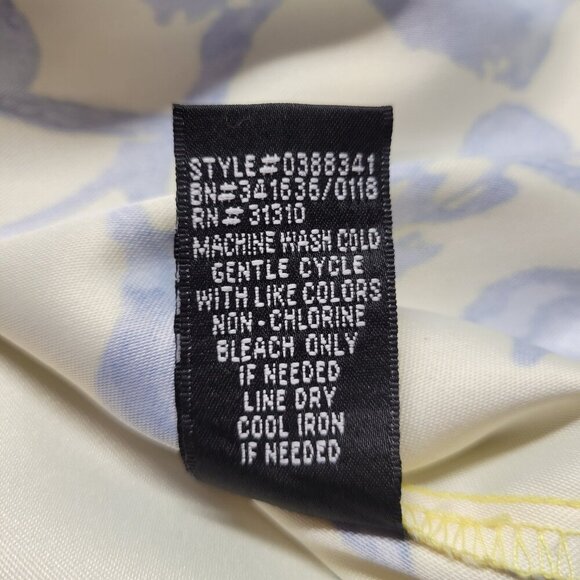 STYLE#0388341
BN#341636/0118
RN#31310
MACHINE WASH COLD
GENTLE CYCLE
WITH LIKE COLORS
NON-CHLORINE
BLEACH ONLY
IF NEEDED
LINE DRY
COOL IRON
IF NEEDED